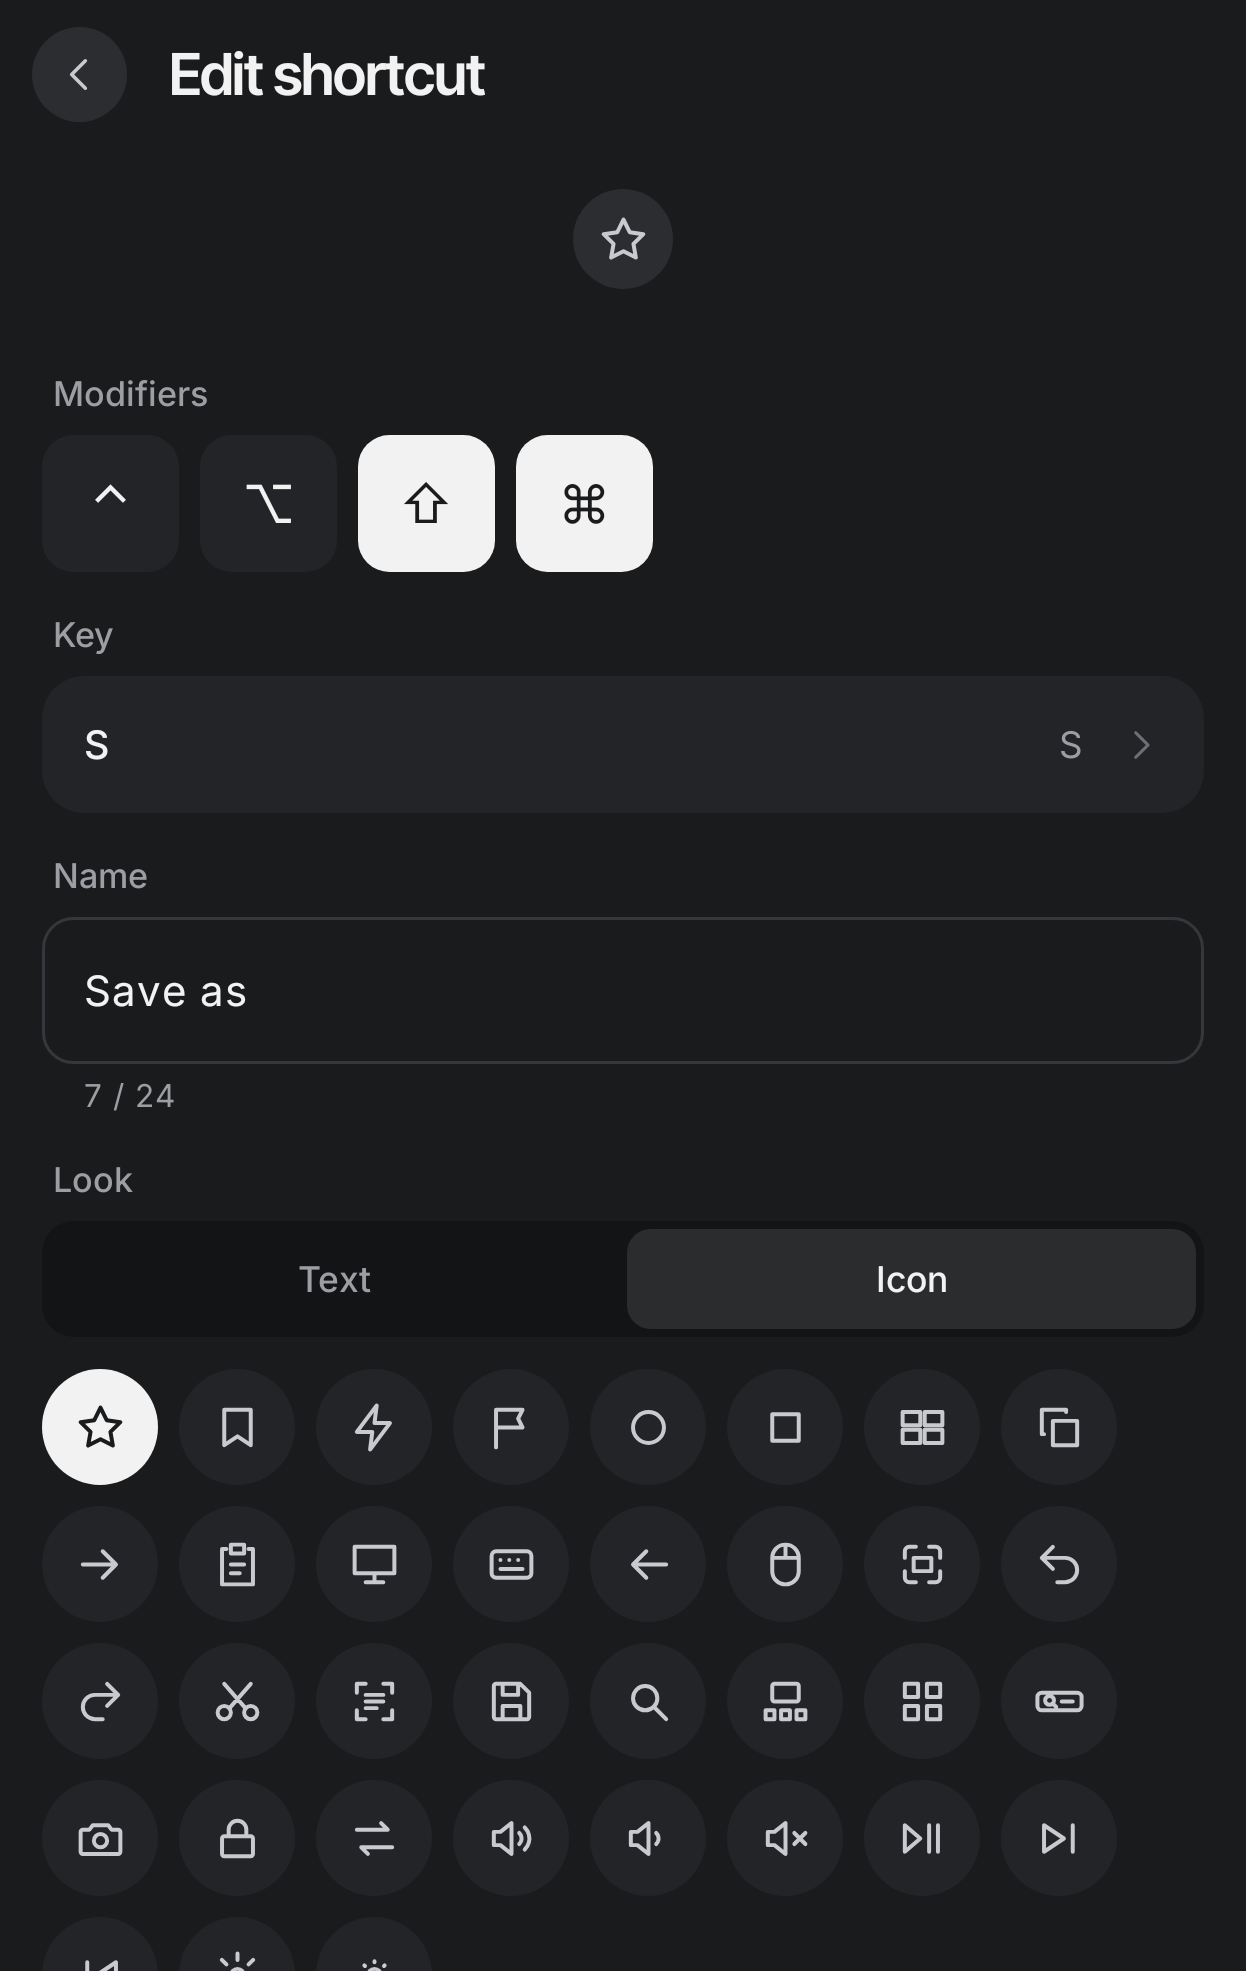 Edit shortcut
Modifiers
⌃ ⌥ ⇧ ⌘
Key
S S
Name
Save as
7 / 24
Look
Text Icon